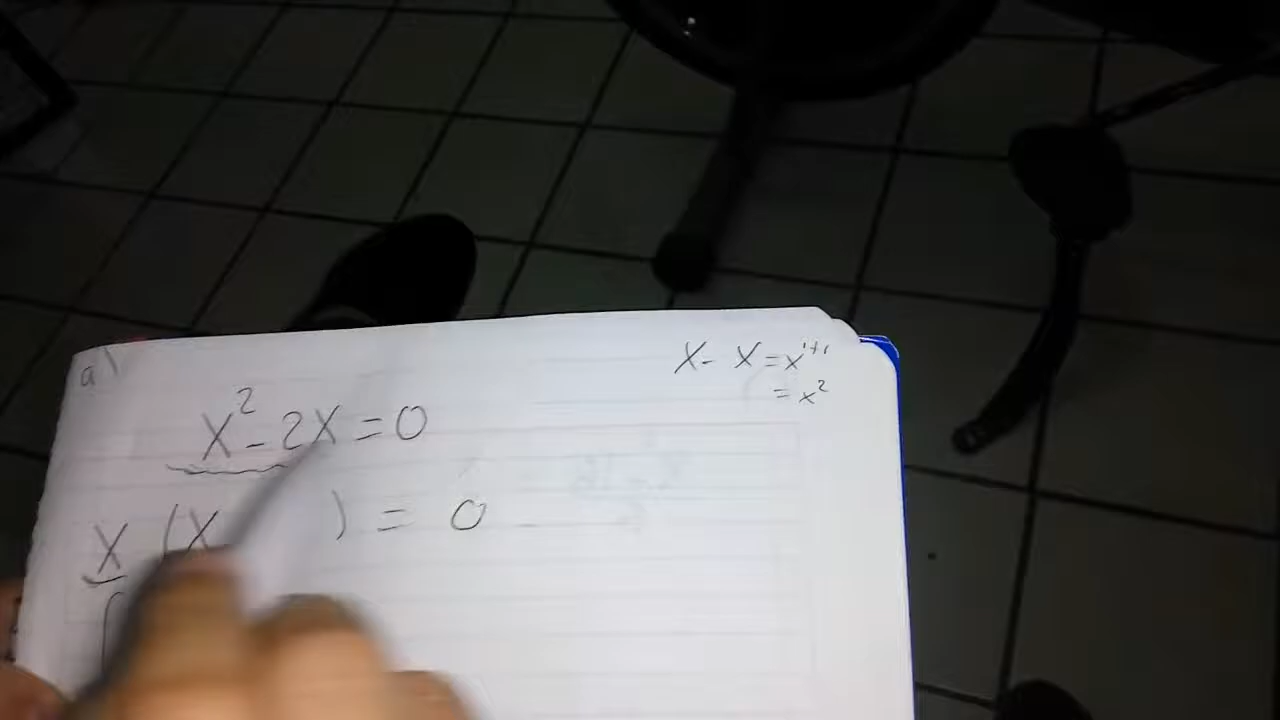 a)
x - x = x¹⁺¹
= x²
x² - 2x = 0
x (x ) = 0